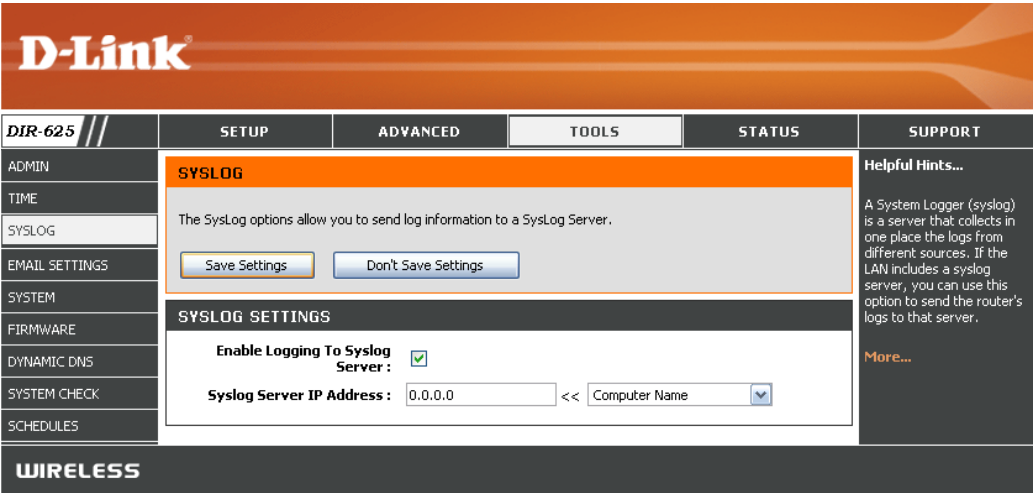 D-Link®
DIR-625
SETUP
ADVANCED
TOOLS
STATUS
SUPPORT
ADMIN
TIME
SYSLOG
EMAIL SETTINGS
SYSTEM
FIRMWARE
DYNAMIC DNS
SYSTEM CHECK
SCHEDULES
SYSLOG
The SysLog options allow you to send log information to a SysLog Server.
Save Settings
Don't Save Settings
SYSLOG SETTINGS
Enable Logging To Syslog
Server :
Syslog Server IP Address :
0.0.0.0
<<
Computer Name
Helpful Hints...
A System Logger (syslog)
is a server that collects in
one place the logs from
different sources. If the
LAN includes a syslog
server, you can use this
option to send the router's
logs to that server.
More...
WIRELESS